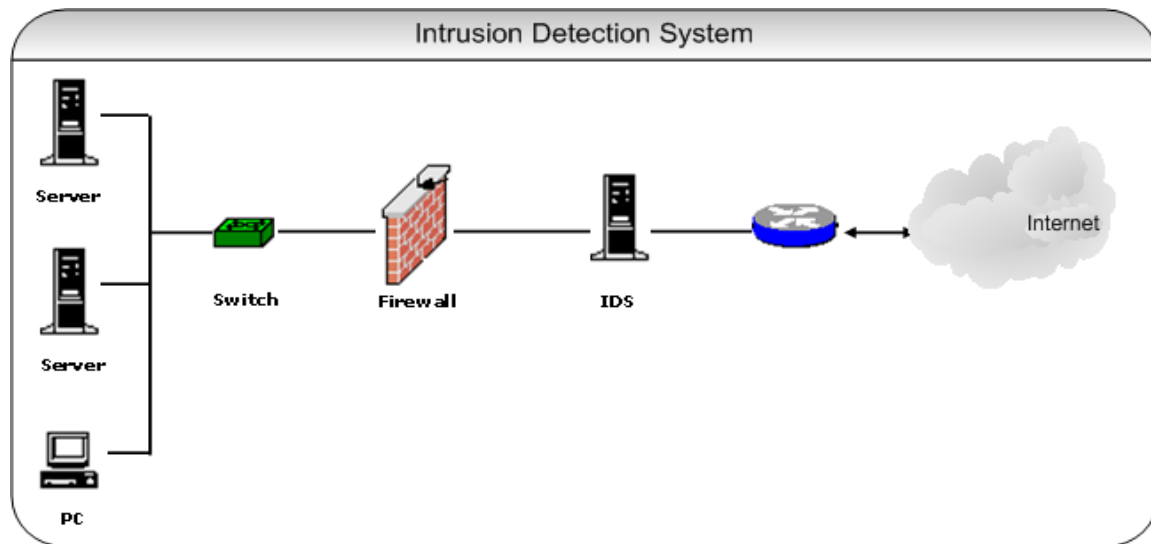 Intrusion Detection System
Server
Server
PC
Switch
Firewall
IDS
Internet